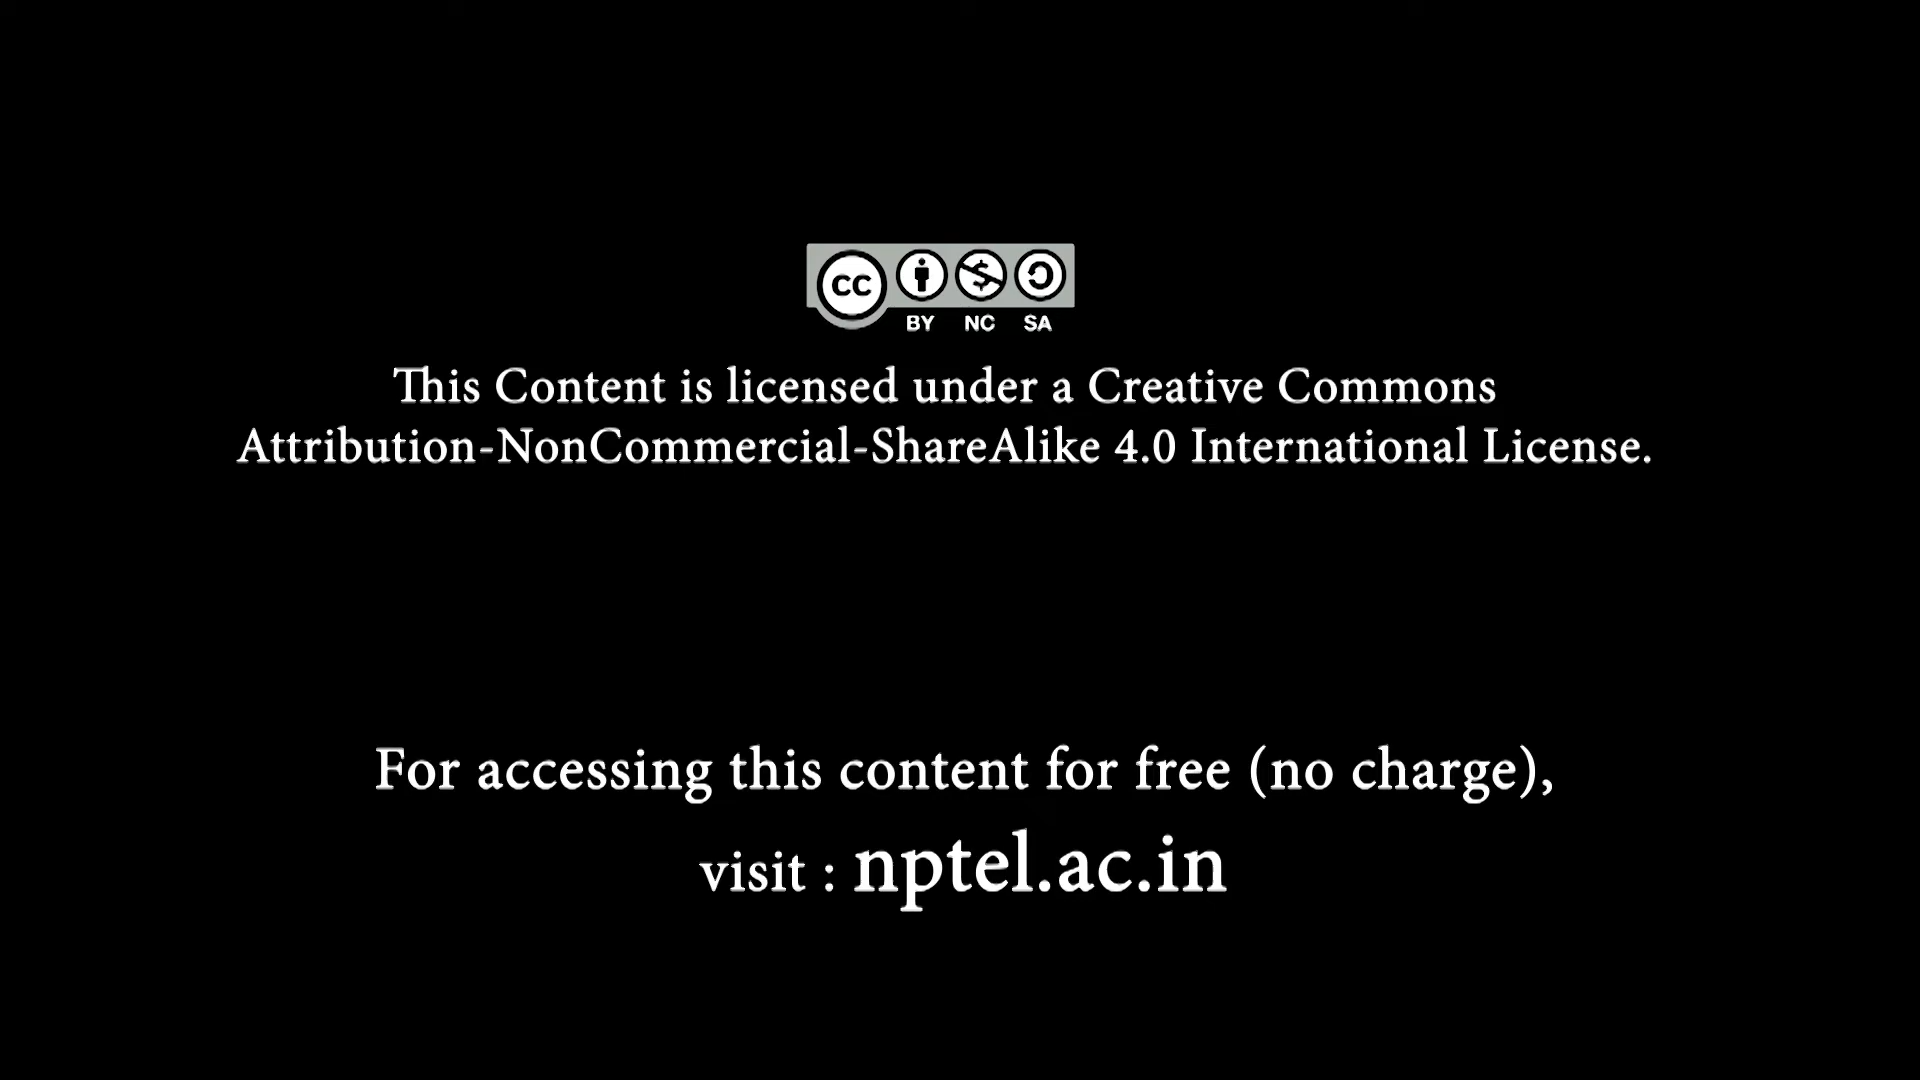 CC BY NC SA
This Content is licensed under a Creative Commons
Attribution-NonCommercial-ShareAlike 4.0 International License.
For accessing this content for free (no charge),
visit : nptel.ac.in